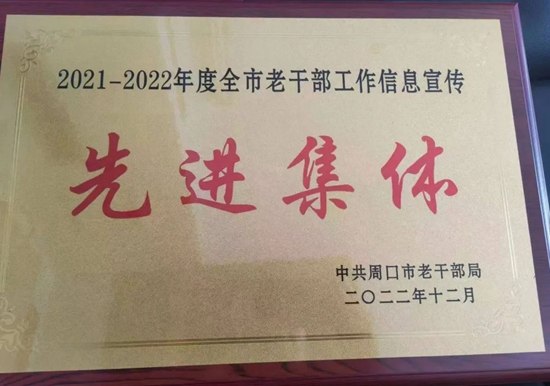 2021-2022年度全市老干部工作信息宣传
先进集体
中共周口市老干部局
二〇二二年十二月